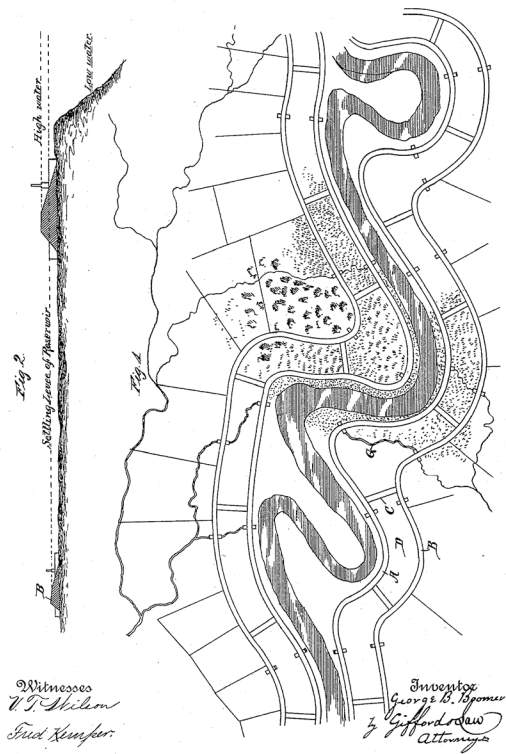 High water.
Low water.
Settling Level of Reservoir.
Fig 2
B
Fig 1
G
C
D
B
A
Witnesses
Fred Kemper.
Inventor
George B. Boomer
by Gifford & Law
Attorneys